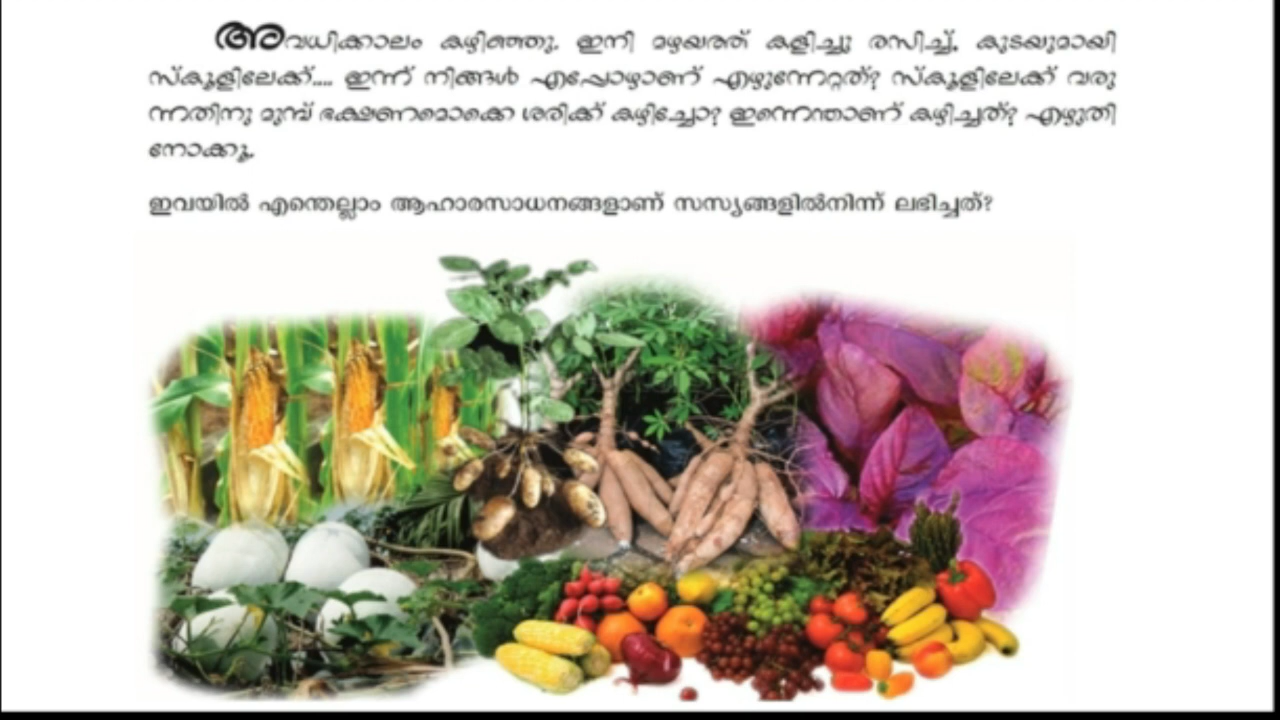 അവധിക്കാലം കഴിഞ്ഞു. ഇനി മഴയത്ത് കളിച്ചു രസിച്ച്, കുടയുമായി
സ്കൂളിലേക്ക്.... ഇന്ന് നിങ്ങൾ എപ്പോഴാണ് എഴുന്നേറ്റത്? സ്കൂളിലേക്ക് വരു
ന്നതിനു മുമ്പ് ഭക്ഷണമൊക്കെ ശരിക്ക് കഴിച്ചോ? ഇന്നെന്താണ് കഴിച്ചത്? എഴുതി
നോക്കൂ.
ഇവയിൽ എന്തെല്ലാം ആഹാരസാധനങ്ങളാണ് സസ്യങ്ങളിൽനിന്ന് ലഭിച്ചത്?